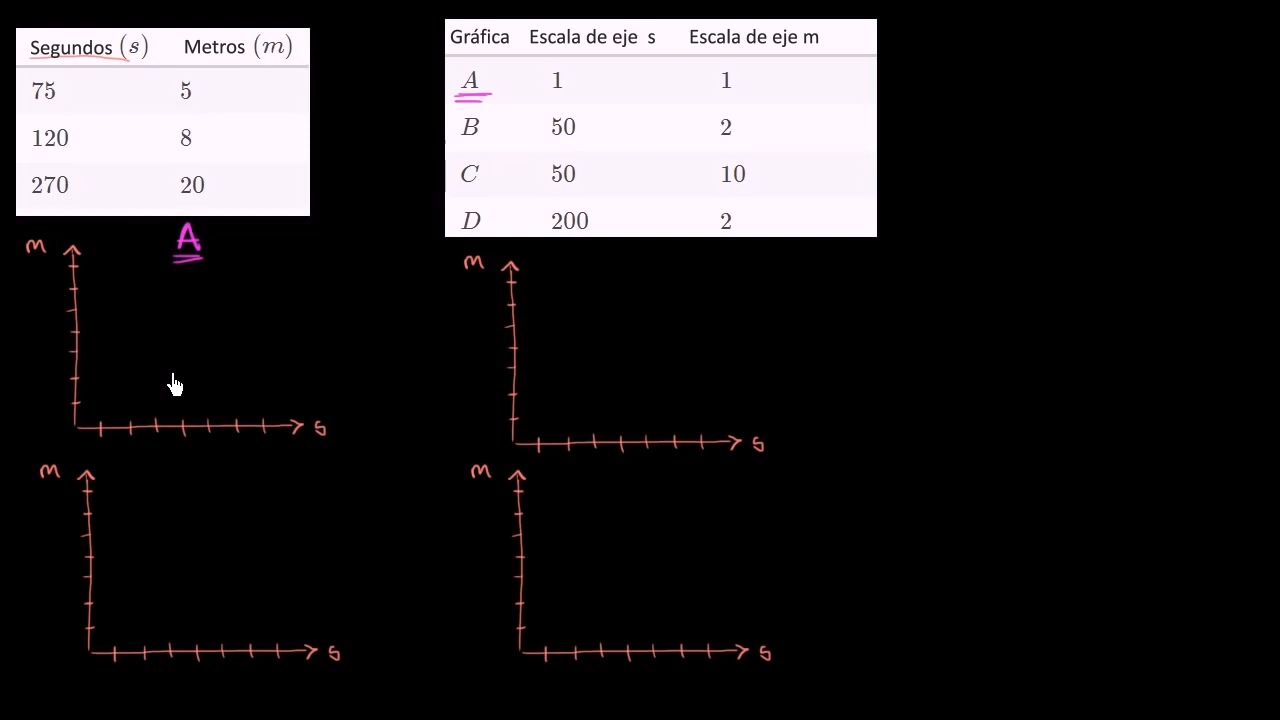 Segundos (s) Metros (m)
75 5
120 8
270 20
Gráfica Escala de eje s Escala de eje m
A 1 1
B 50 2
C 50 10
D 200 2
A
m
s
m
s
m
s
m
s